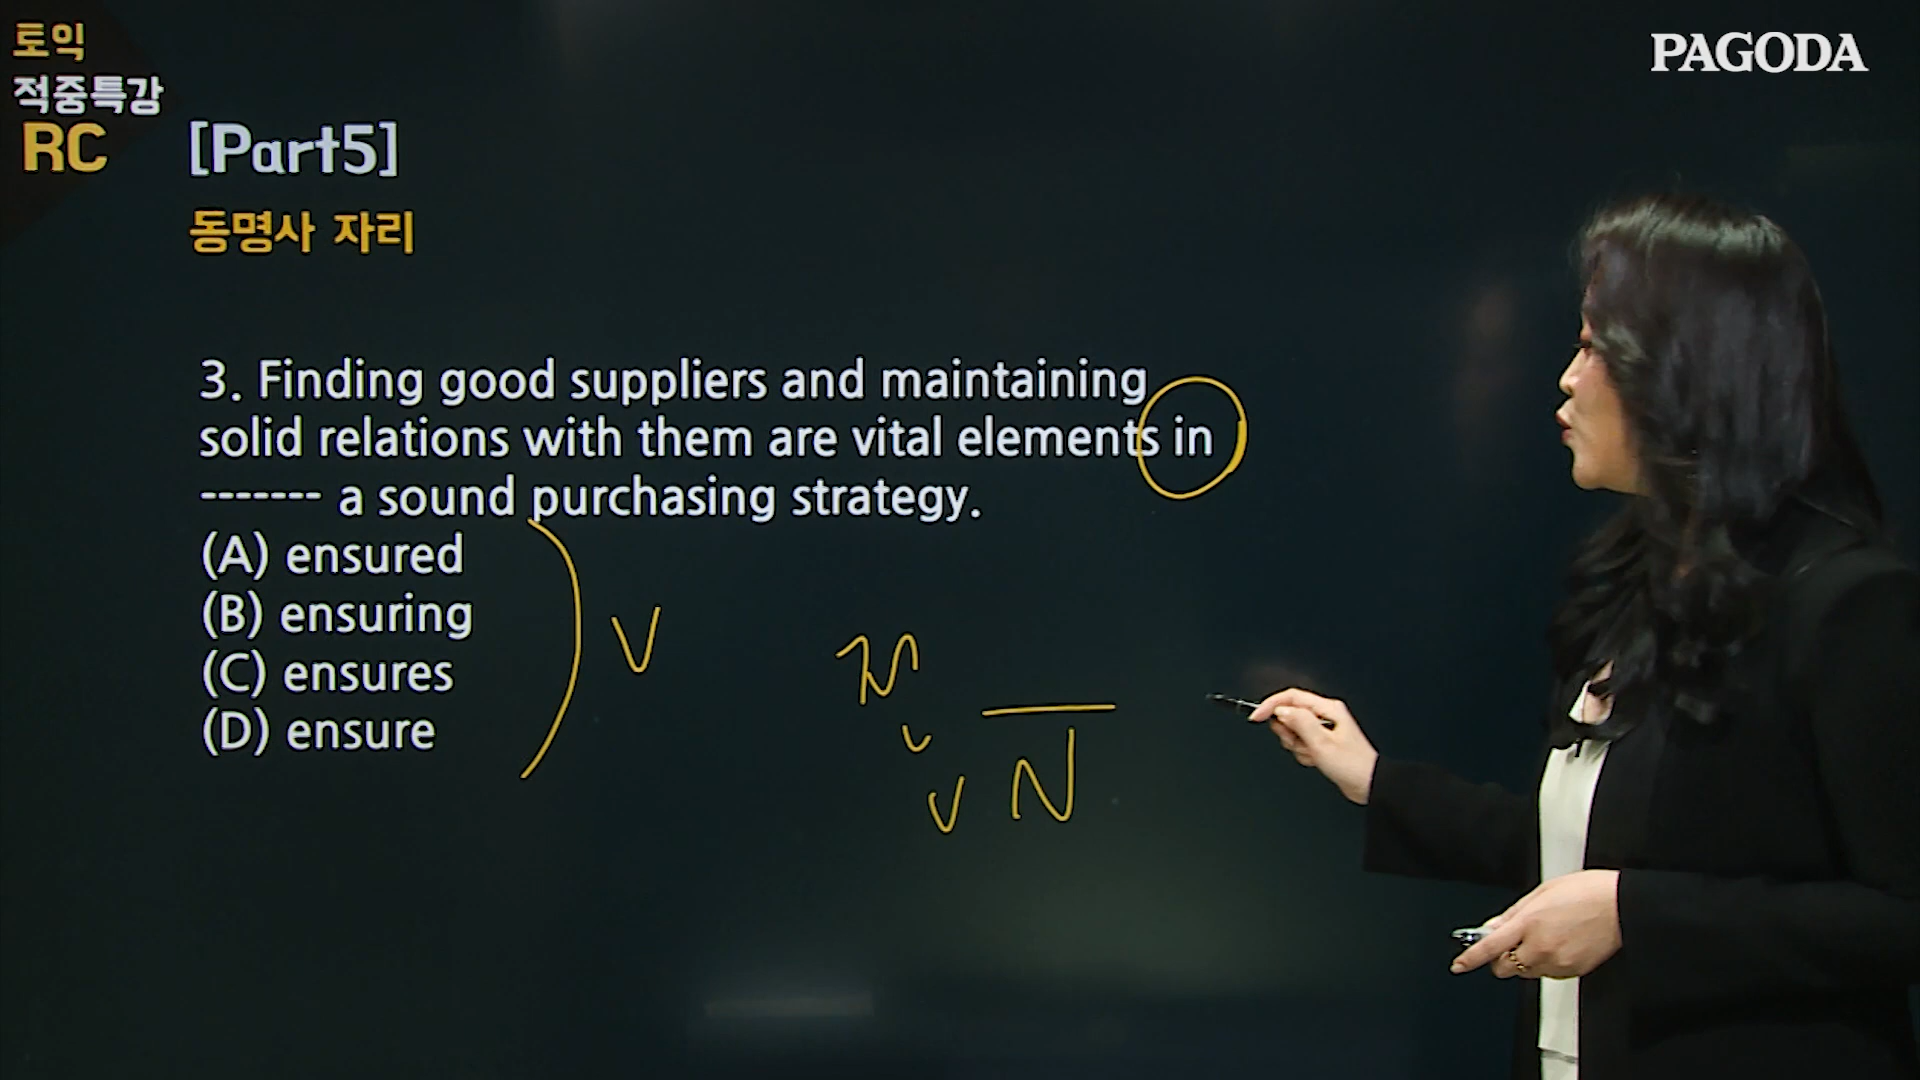 토익
적중특강
RC
PAGODA
[Part5]
동명사 자리
3. Finding good suppliers and maintaining
solid relations with them are vital elements in
------- a sound purchasing strategy.
(A) ensured
(B) ensuring
(C) ensures
(D) ensure
V
V N